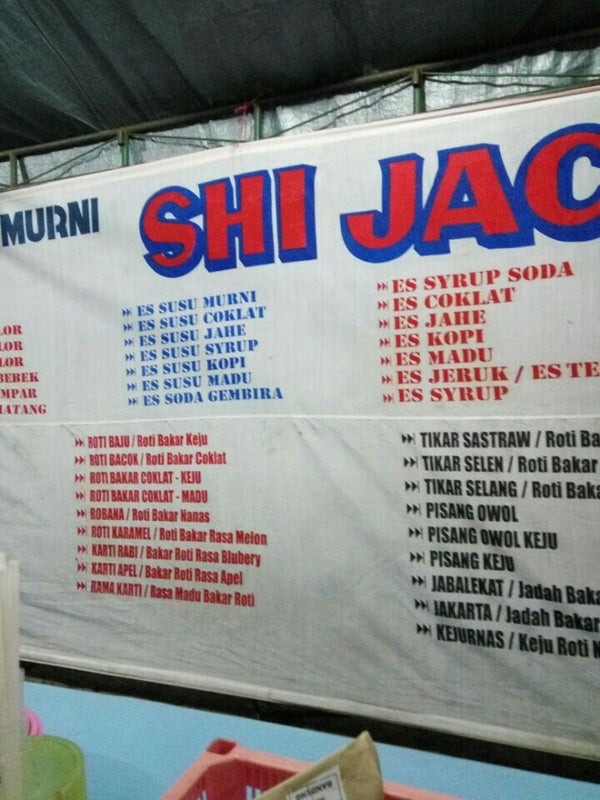 MURNI
SHI JAC
LOR
LOR
LOR
BEBEK
MPAR
MATANG
ES SUSU MURNI
ES SUSU COKLAT
ES SUSU JAHE
ES SUSU SYRUP
ES SUSU KOPI
ES SUSU MADU
ES SODA GEMBIRA
ES SYRUP SODA
ES COKLAT
ES JAHE
ES KOPI
ES MADU
ES JERUK / ES TE
ES SYRUP
ROTI BAJU / Roti Bakar Keju
ROTI BACOK / Roti Bakar Coklat
ROTI BAKAR COKLAT - KEJU
ROTI BAKAR COKLAT - MADU
ROBANA / Roti Bakar Nanas
ROTI KARAMEL / Roti Bakar Rasa Melon
KARTI RABI / Bakar Roti Rasa Blubery
KARTI APEL / Bakar Roti Rasa Apel
RAMA KARTI / Rasa Madu Bakar Roti
TIKAR SASTRAW / Roti Ba
TIKAR SELEN / Roti Bakar
TIKAR SELANG / Roti Baka
PISANG OWOL
PISANG OWOL KEJU
PISANG KEJU
JABALEKAT / Jadah Baka
JAKARTA / Jadah Bakar
KEJURNAS / Keju Roti N